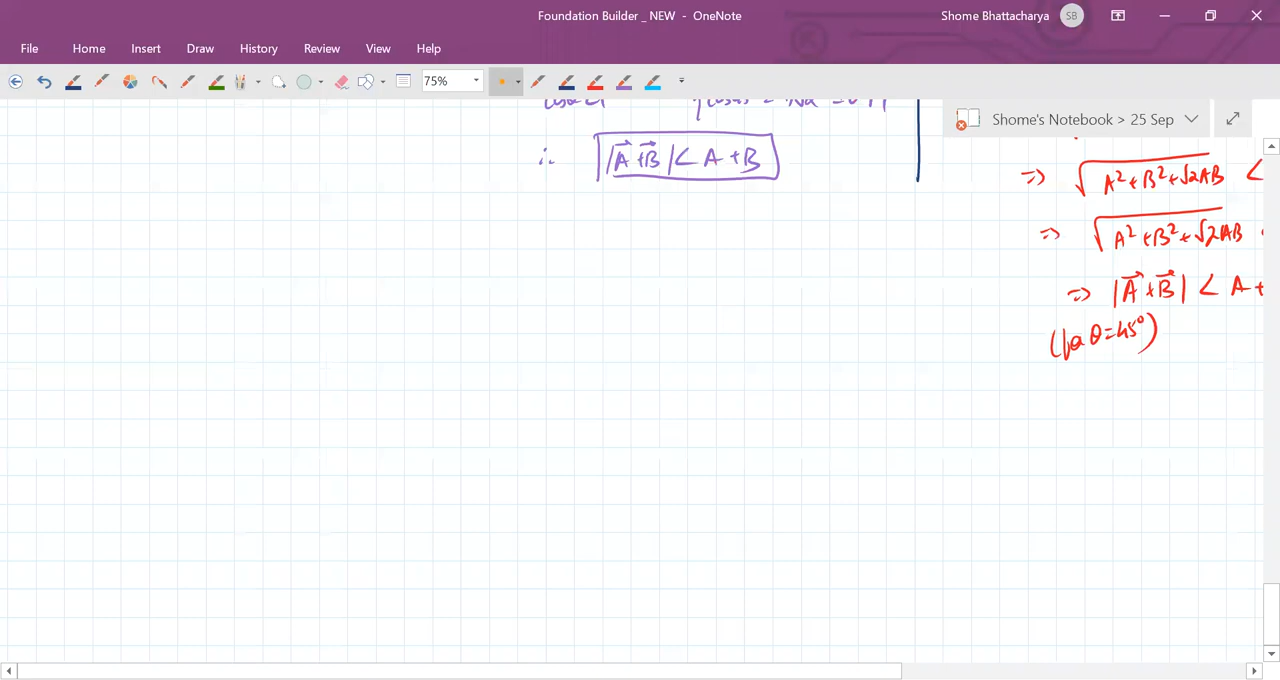 Foundation Builder _ NEW - OneNote
Shome Bhattacharya SB
File Home Insert Draw History Review View Help
75%
Shome's Notebook > 25 Sep
∴ |A⃗+B⃗| < A+B
⇒ √(A²+B²+√2AB) <
⇒ √(A²+B²+√2AB)
⇒ |A⃗+B⃗| < A+
(for θ=45°)